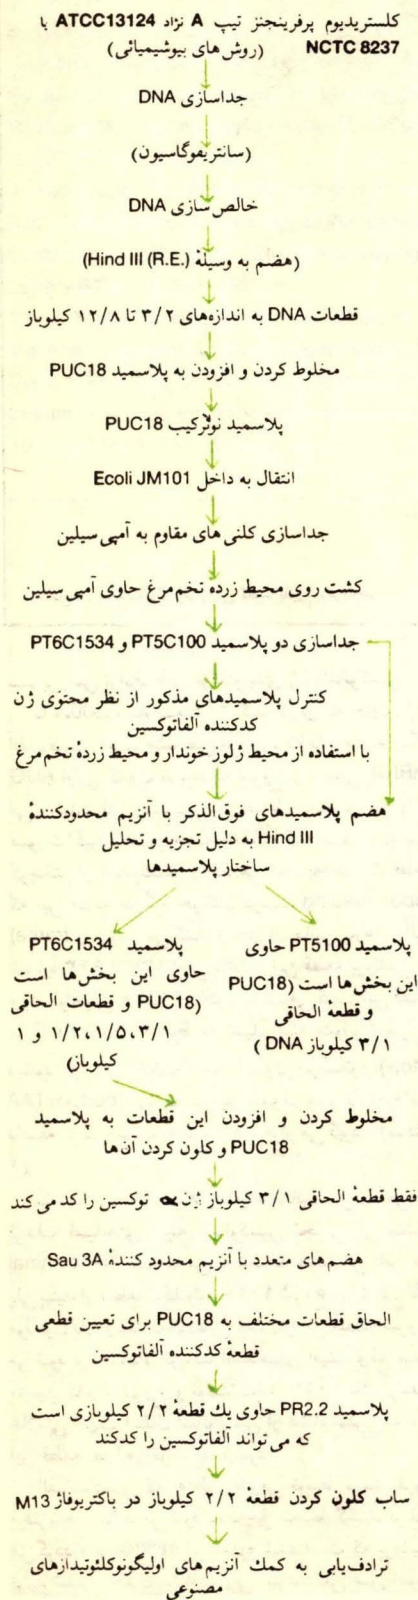 کلستریدیوم پرفرینجنز تیپ A نژاد ATCC13124 یا
NCTC 8237 (روش‌های بیوشیمیائی)
جداسازی DNA
(سانتریفوگاسیون)
خالص‌سازی DNA
(هضم به وسیلهٔ Hind III (R.E.)
قطعات DNA به اندازه‌های ۳/۲ تا ۱۲/۸ کیلوباز
مخلوط کردن و افزودن به پلاسمید PUC18
پلاسمید نوترکیب PUC18
انتقال به داخل Ecoli JM101
جداسازی کلنی‌های مقاوم به آمپی‌سیلین
کشت روی محیط زرده تخم‌مرغ حاوی آمپی‌سیلین
جداسازی دو پلاسمید PT5C100 و PT6C1534
کنترل پلاسمیدهای مذکور از نظر محتوی ژن
کدکننده آلفاتوکسین
با استفاده از محیط ژلوز خوندار و محیط زردهٔ تخم‌مرغ
هضم پلاسمیدهای فوق‌الذکر با آنزیم محدودکنندهٔ
Hind III به دلیل تجزیه و تحلیل
ساختار پلاسمیدها
پلاسمید PT5100 حاوی
این بخش‌ها است (PUC18
و قطعهٔ الحاقی
۳/۱ کیلوباز DNA )
پلاسمید PT6C1534
حاوی این بخش‌ها است
(PUC18 و قطعات الحاقی
۳/۱، ۱/۵، ۱/۲ و ۱
کیلوباز)
مخلوط کردن و افزودن این قطعات به پلاسمید
PUC18 و کلون کردن آن‌ها
فقط قطعهٔ الحاقی ۳/۱ کیلوباز ژن ∝ توکسین را کد می‌کند
هضم‌های متعدد با آنزیم محدود کنندهٔ Sau 3A
الحاق قطعات مختلف به PUC18 برای تعیین قطعی
قطعهٔ کدکننده آلفاتوکسین
پلاسمید PR2.2 حاوی یك قطعهٔ ۲/۲ کیلوبازی است
که می‌تواند آلفاتوکسین را کدکند
ساب کلون کردن قطعهٔ ۲/۲ کیلوباز در باکتریوفاژ M13
ترادف‌یابی به کمك آنزیم‌های اولیگونوکلئوتیدازهای
مصنوعی